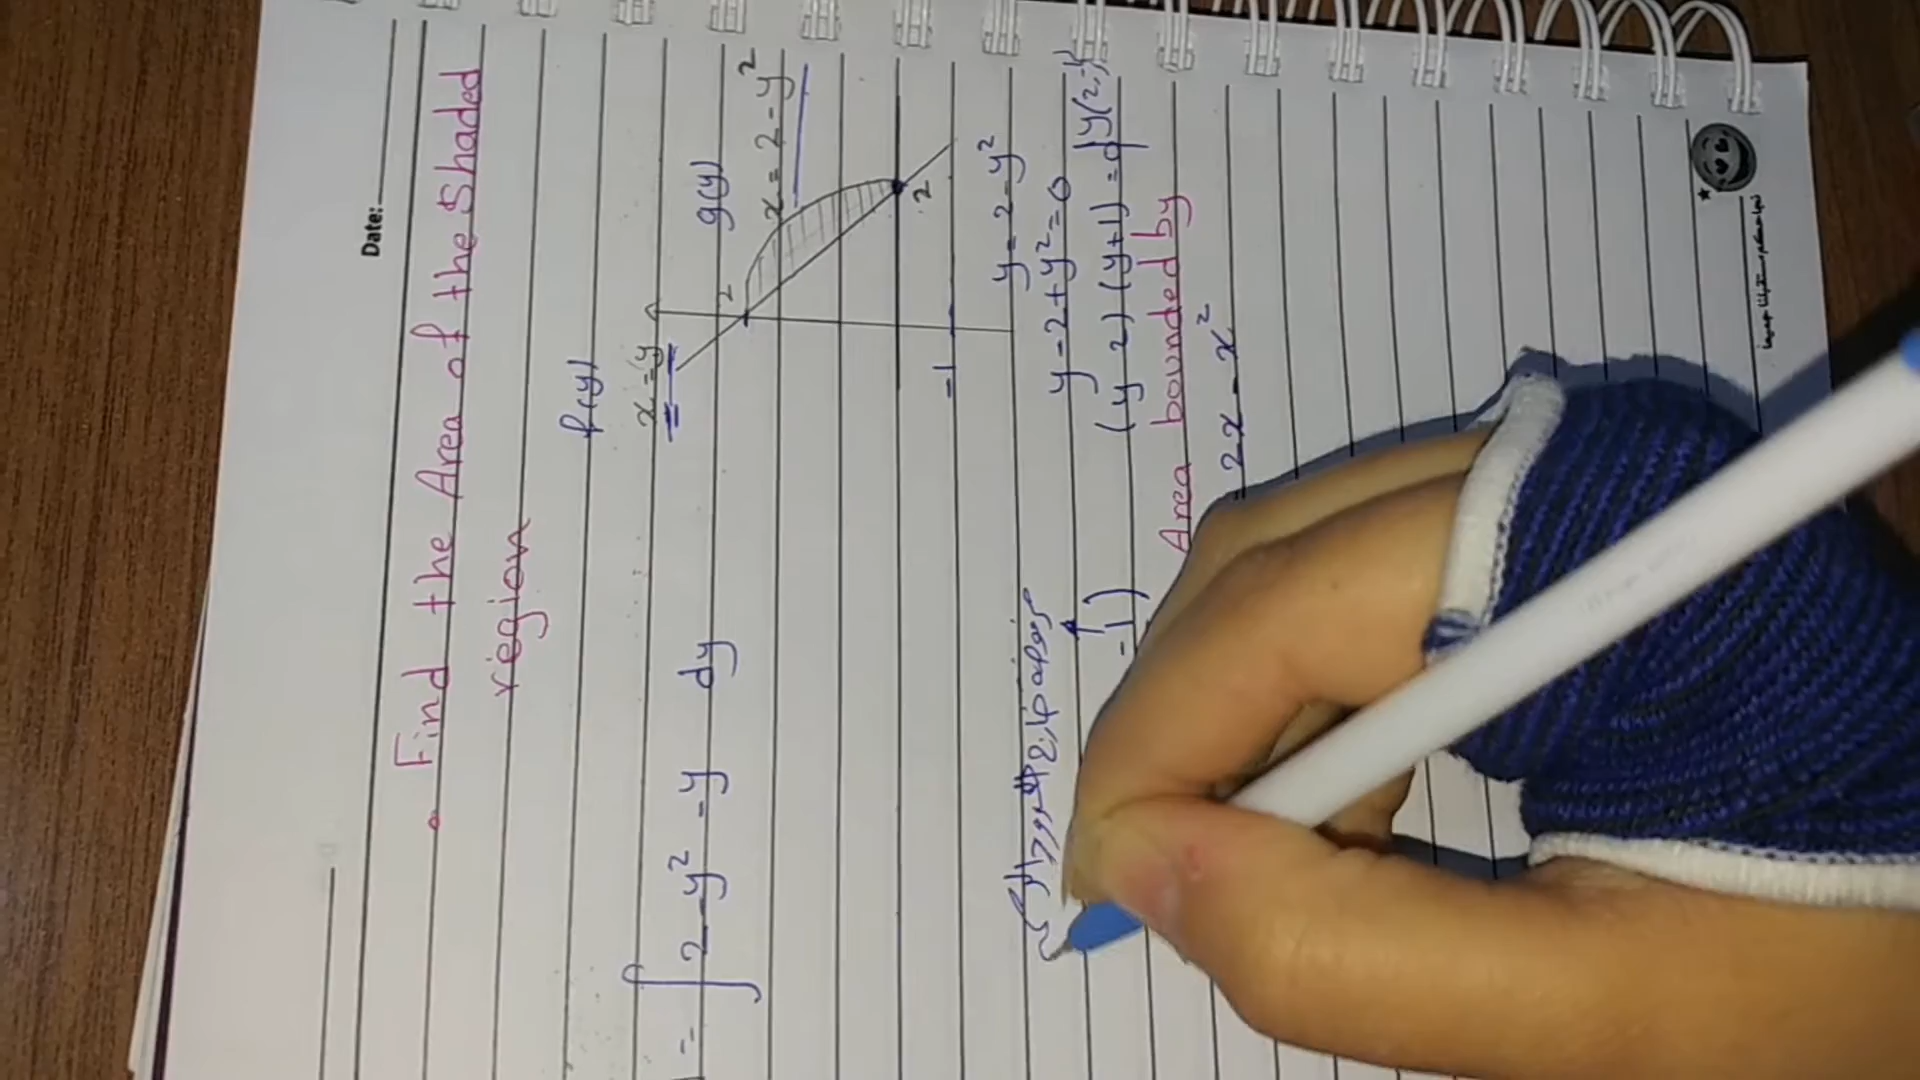 Date:
• Find the Area of the Shaded
region
f(y)
x = y
g(y)
x = 2 - y²
2
2
-1
= ∫ 2 - y² - y dy
y = 2 - y²
y - 2 + y² = 0
(y 2) (y + 1) = 0
-1)
Area bounded by
2x - x²